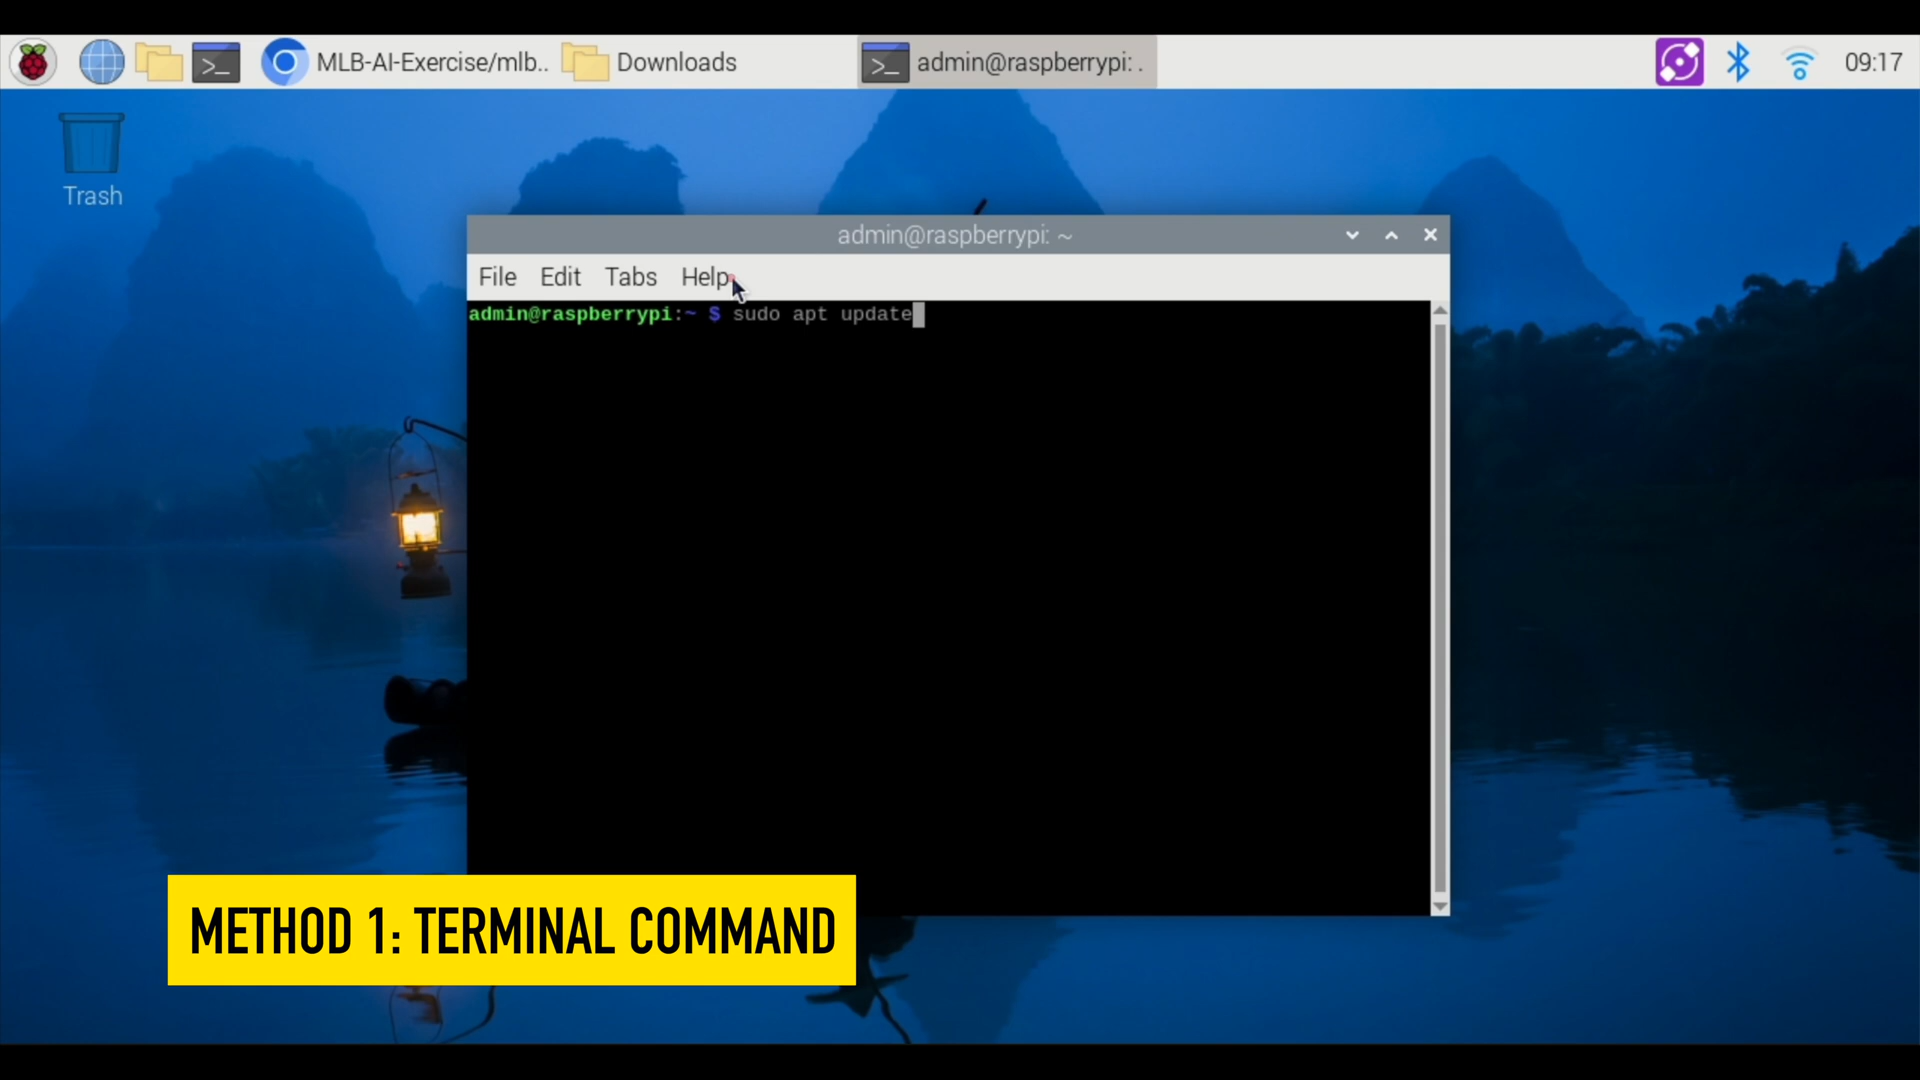 MLB-AI-Exercise/mlb..
Downloads
admin@raspberrypi: .
09:17
Trash
admin@raspberrypi: ~
File Edit Tabs Help
admin@raspberrypi:~ $ sudo apt update
METHOD 1: TERMINAL COMMAND